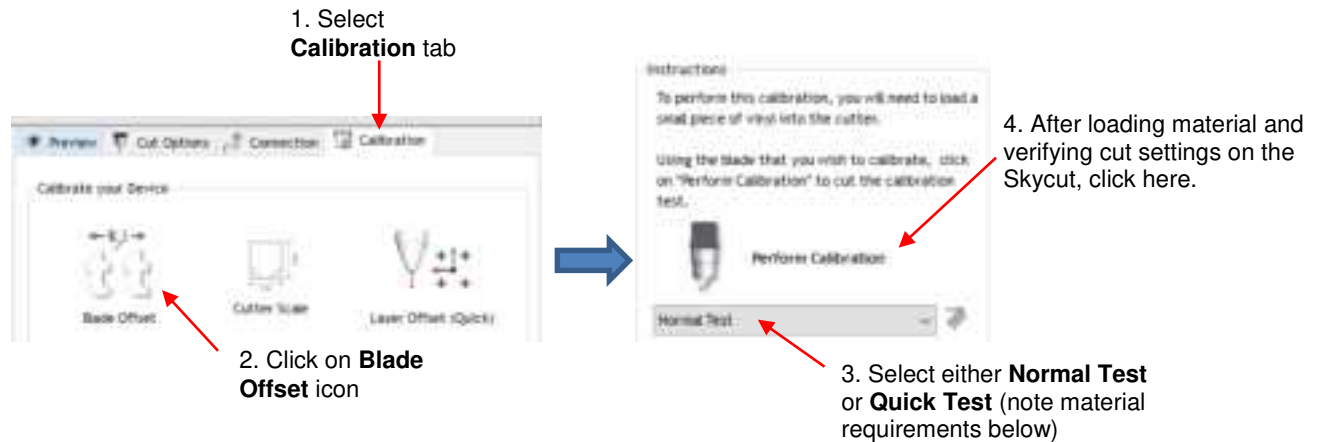 1. Select
Calibration tab
Preview Cut Options Connection Calibration
Calibrate your Device
Blade Offset
Cutter Scale
Laser Offset (Quick)
2. Click on Blade
Offset icon
Instructions
To perform this calibration, you will need to load a
small piece of vinyl into the cutter.
Using the blade that you wish to calibrate, click
on "Perform Calibration" to cut the calibration
test.
Perform Calibration
Normal Test
4. After loading material and
verifying cut settings on the
Skycut, click here.
3. Select either Normal Test
or Quick Test (note material
requirements below)